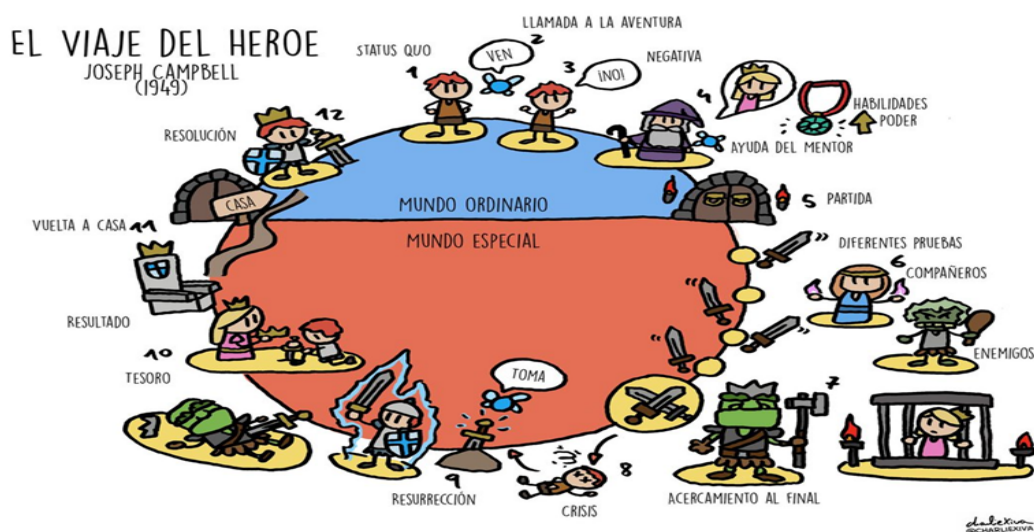 EL VIAJE DEL HEROE
JOSEPH CAMPBELL
(1949)
STATUS QUO
1
VEN
2
LLAMADA A LA AVENTURA
3
¡NO!
NEGATIVA
4
HABILIDADES
PODER
AYUDA DEL MENTOR
5 PARTIDA
DIFERENTES PRUEBAS
6
COMPAÑEROS
ENEMIGOS
7
ACERCAMIENTO AL FINAL
8
CRISIS
TOMA
9
RESURRECCIÓN
10
TESORO
RESULTADO
VUELTA A CASA 11
CASA
RESOLUCIÓN
12
MUNDO ORDINARIO
MUNDO ESPECIAL
@CHARLIEXIVA